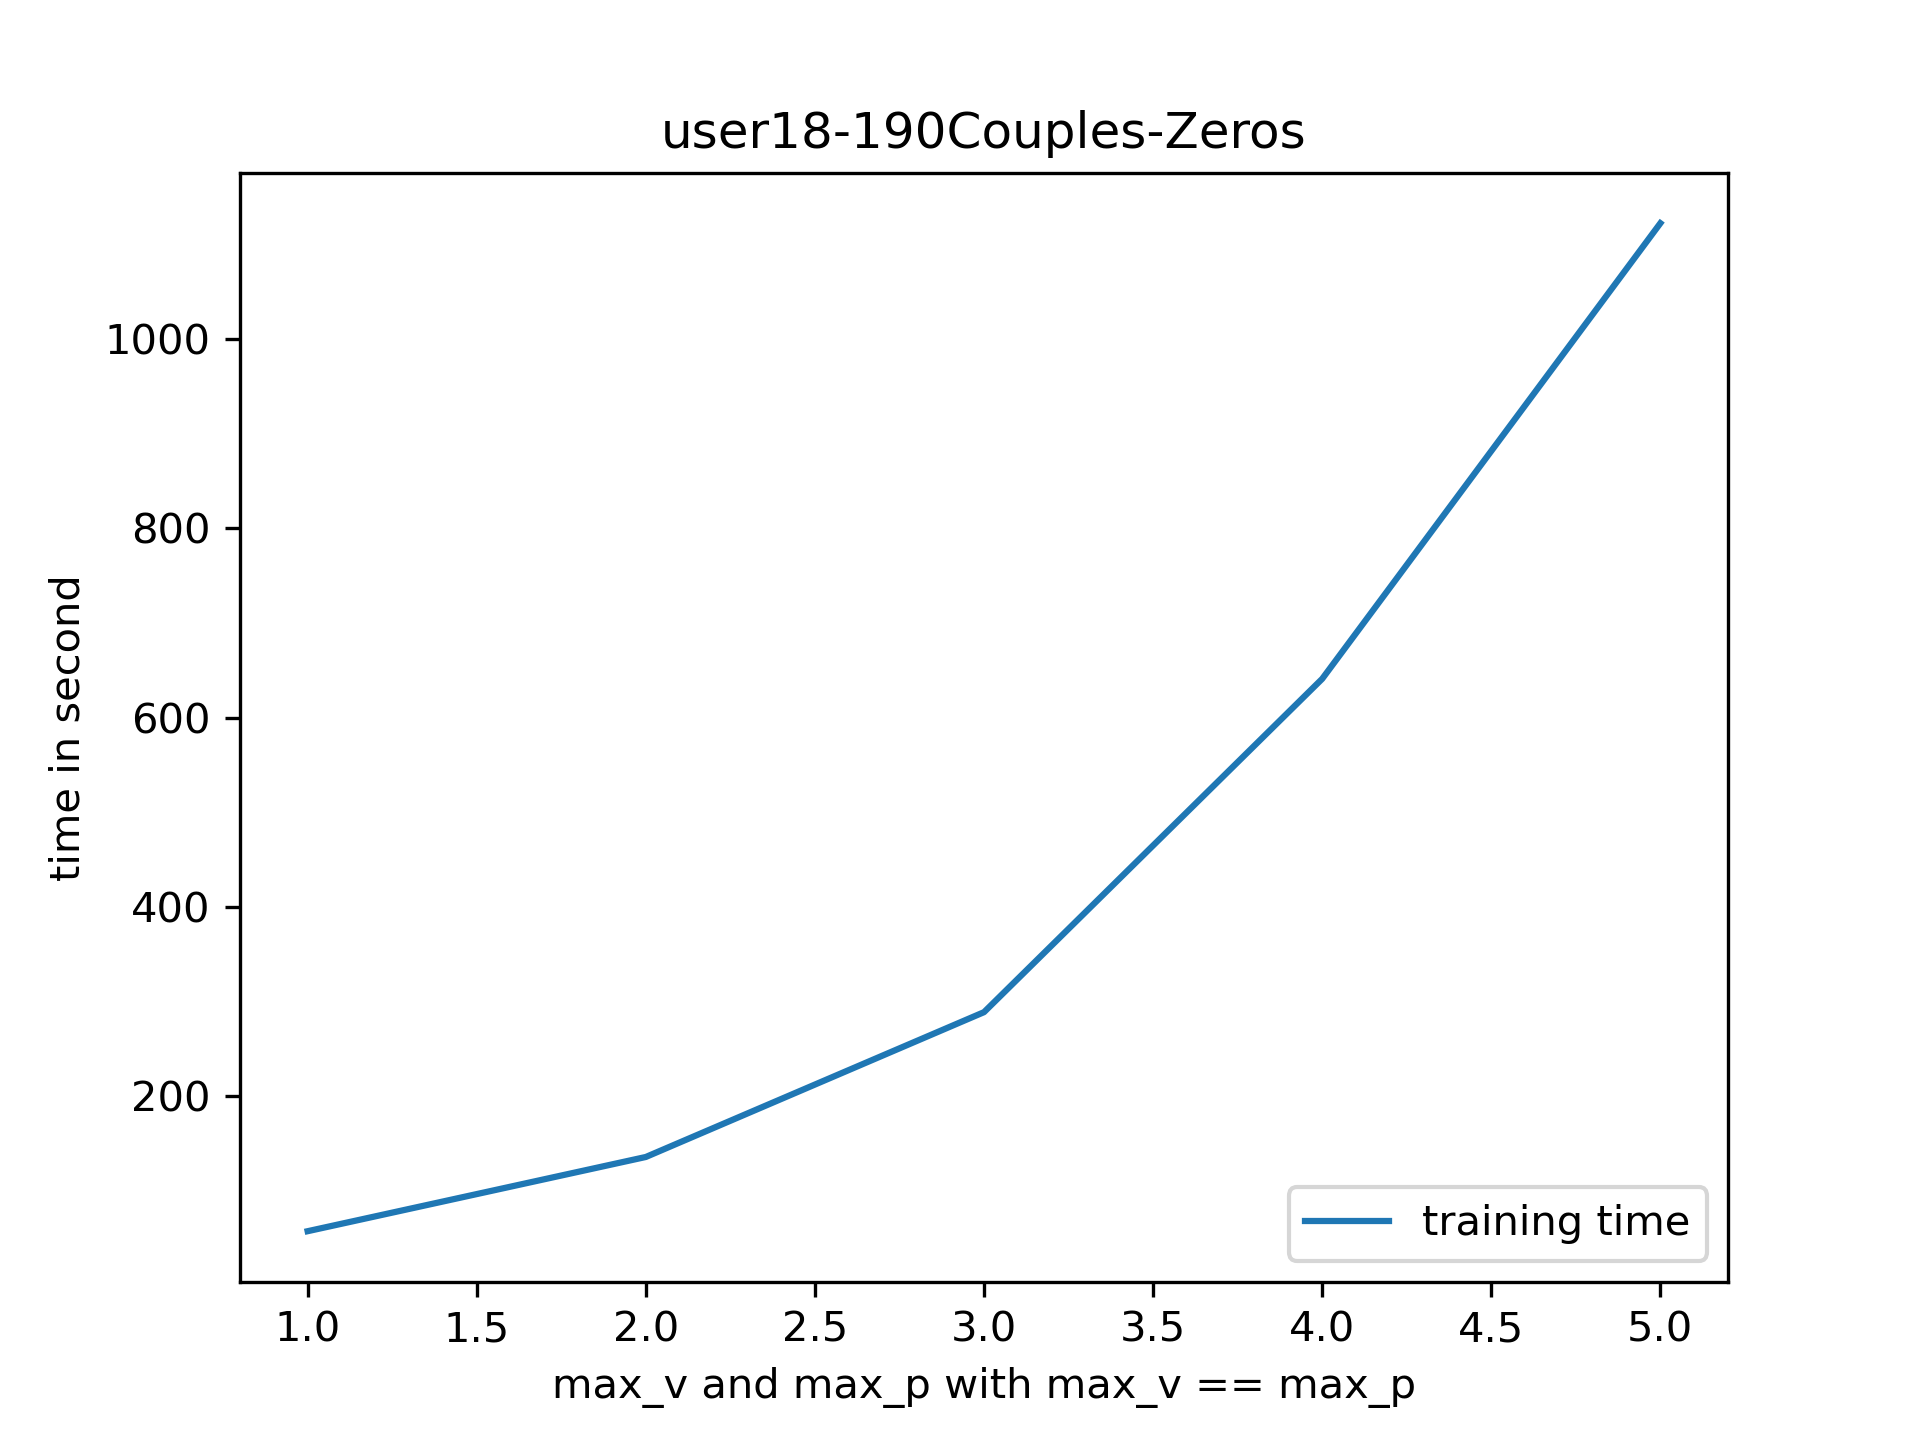 user18-190Couples-Zeros
time in second
1000
800
600
400
200
training time
1.0 1.5 2.0 2.5 3.0 3.5 4.0 4.5 5.0
max_v and max_p with max_v == max_p